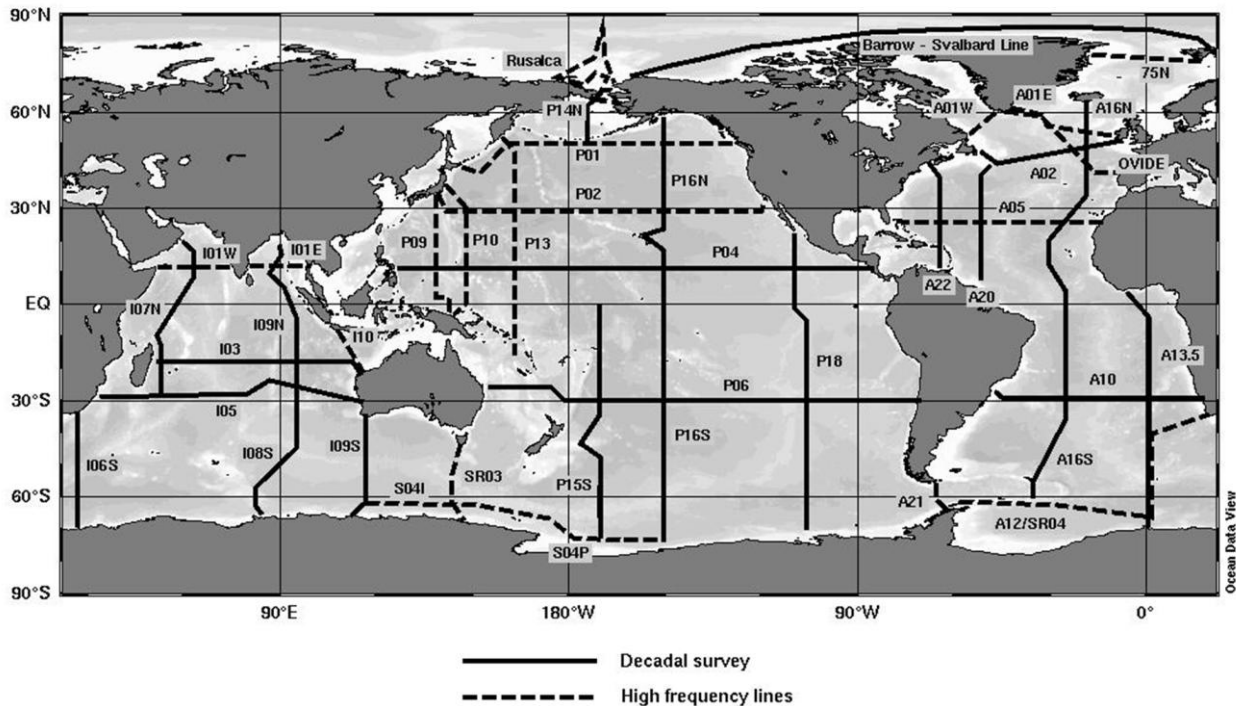 90°N
Rusalca
Barrow - Svalbard Line
75N
60°N
P14N
A01W
A01E
A16N
P01
OVIDE
A02
P02
P16N
30°N
A05
P09
P10
P13
I01W
I01E
P04
A22
A20
EQ
I07N
I09N
I10
I03
P18
A13.5
P06
A10
30°S
I05
P16S
I06S
I08S
I09S
SR03
P15S
A16S
S04I
60°S
A21
A12/SR04
S04P
90°S
90°E
180°W
90°W
0°
Ocean Data View
Decadal survey
High frequency lines